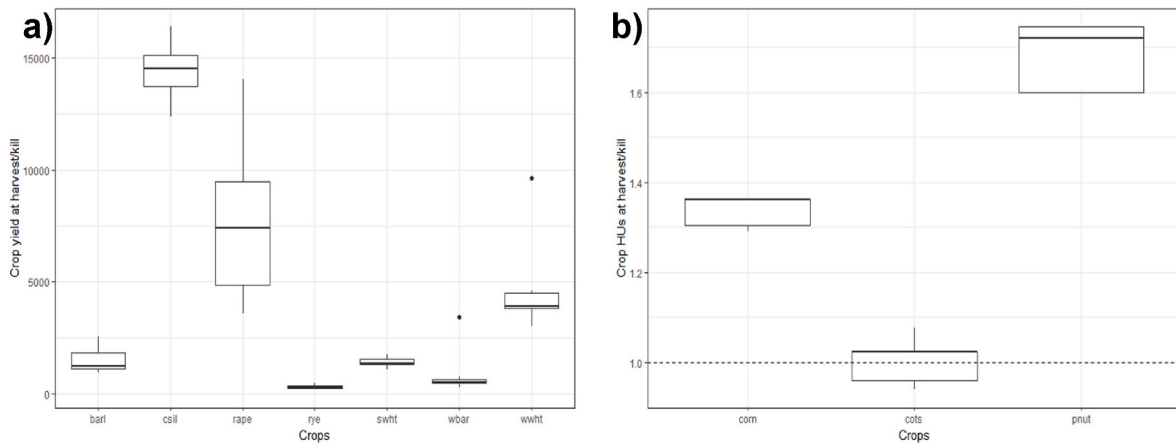 a)
Crop yield at harvest/kill
15000
10000
5000
0
barl csil rape rye swht wbar wwht
Crops
b)
Crop HUs at harvest/kill
1.6
1.4
1.2
1.0
corn cots pnut
Crops